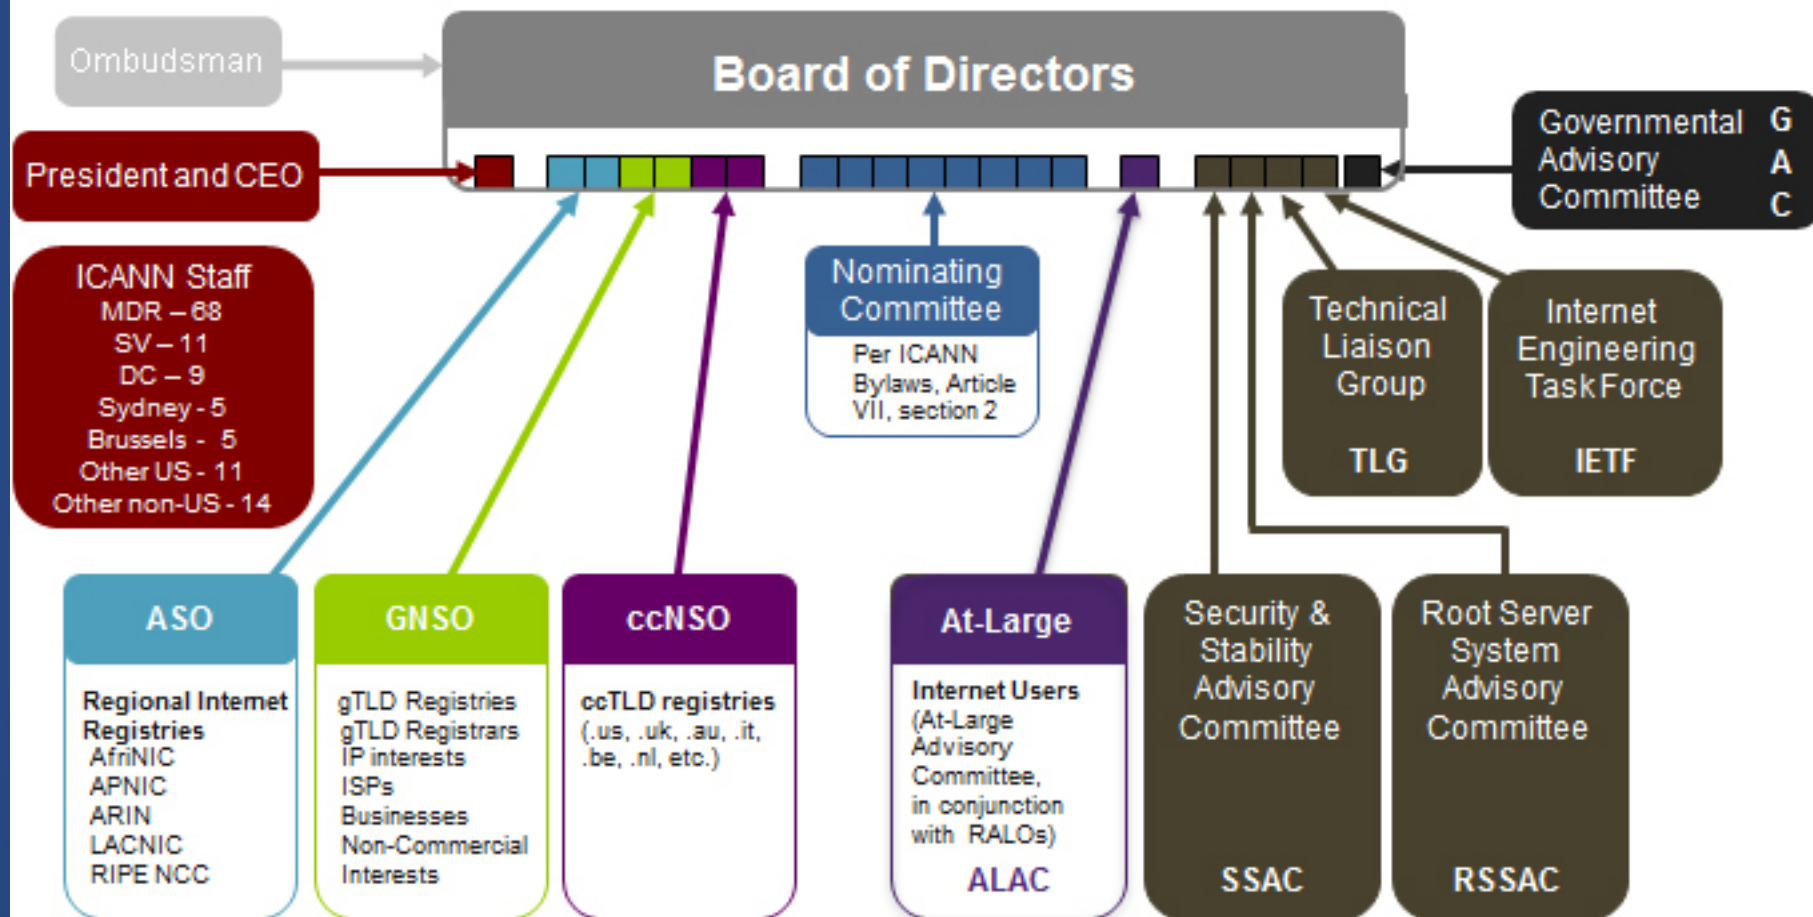 Ombudsman
Board of Directors
President and CEO
Governmental G
Advisory A
Committee C
ICANN Staff
MDR – 68
SV – 11
DC – 9
Sydney - 5
Brussels - 5
Other US - 11
Other non-US - 14
Nominating
Committee
Per ICANN
Bylaws, Article
VII, section 2
Technical
Liaison
Group
TLG
Internet
Engineering
Task Force
IETF
ASO
Regional Internet
Registries
AfriNIC
APNIC
ARIN
LACNIC
RIPE NCC
GNSO
gTLD Registries
gTLD Registrars
IP interests
ISPs
Businesses
Non-Commercial
Interests
ccNSO
ccTLD registries
(.us, .uk, .au, .it,
.be, .nl, etc.)
At-Large
Internet Users
(At-Large
Advisory
Committee,
in conjunction
with RALOs)
ALAC
Security &
Stability
Advisory
Committee
SSAC
Root Server
System
Advisory
Committee
RSSAC